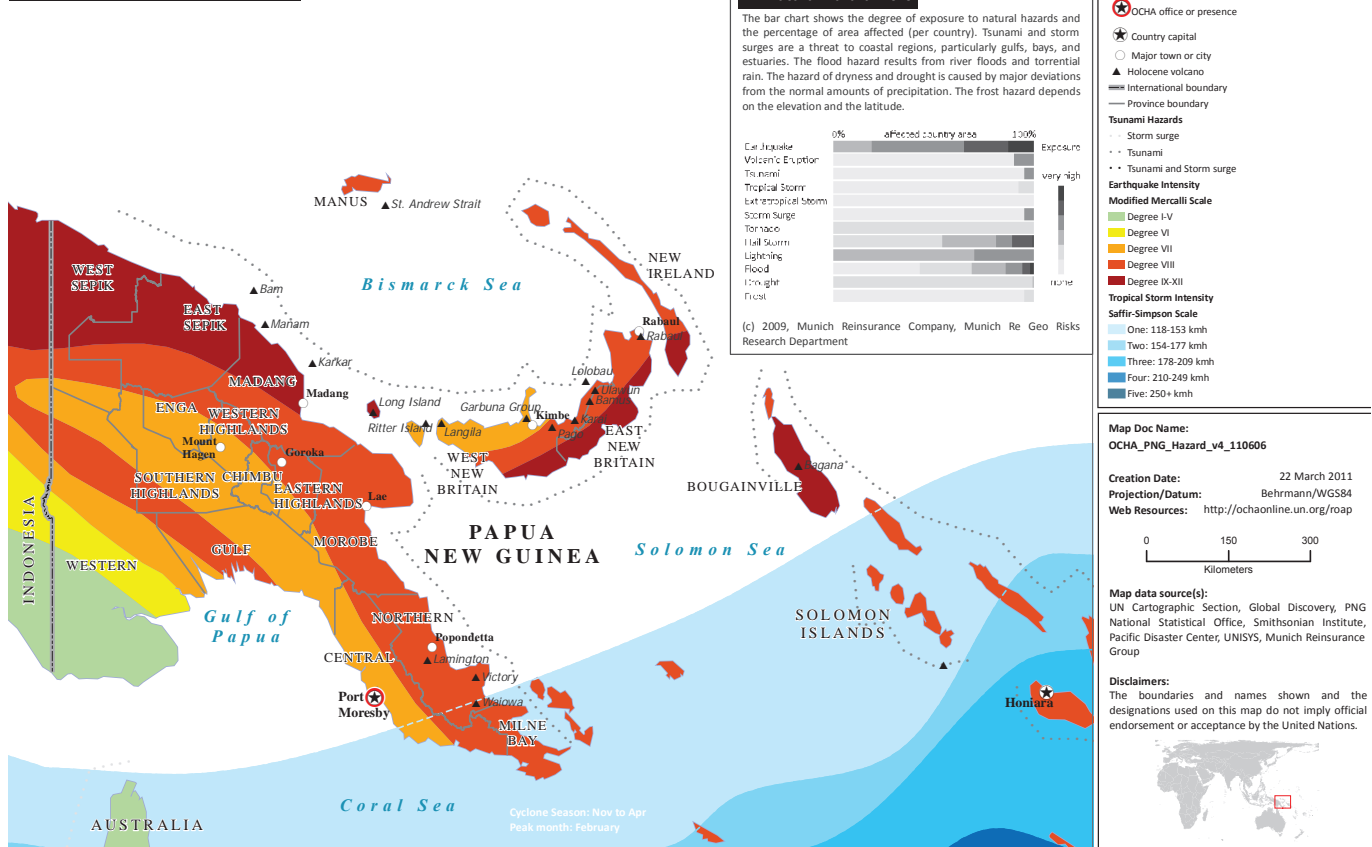 The bar chart shows the degree of exposure to natural hazards and
the percentage of area affected (per country). Tsunami and storm
surges are a threat to coastal regions, particularly gulfs, bays, and
estuaries. The flood hazard results from river floods and torrential
rain. The hazard of dryness and drought is caused by major deviations
from the normal amounts of precipitation. The frost hazard depends
on the elevation and the latitude.
0% affected country area 100%
Earthquake
Volcanic Eruption
Tsunami
Tropical Storm
Extratropical Storm
Storm Surge
Tornado
Hail Storm
Lightning
Flood
Drought
Frost
Exposure
very high
none
(c) 2009, Munich Reinsurance Company, Munich Re Geo Risks
Research Department
OCHA office or presence
Country capital
Major town or city
Holocene volcano
International boundary
Province boundary
Tsunami Hazards
Storm surge
Tsunami
Tsunami and Storm surge
Earthquake Intensity
Modified Mercalli Scale
Degree I-V
Degree VI
Degree VII
Degree VIII
Degree IX-XII
Tropical Storm Intensity
Saffir-Simpson Scale
One: 118-153 kmh
Two: 154-177 kmh
Three: 178-209 kmh
Four: 210-249 kmh
Five: 250+ kmh
Map Doc Name:
OCHA_PNG_Hazard_v4_110606
Creation Date: 22 March 2011
Projection/Datum: Behrmann/WGS84
Web Resources: http://ochaonline.un.org/roap
0 150 300
Kilometers
Map data source(s):
UN Cartographic Section, Global Discovery, PNG
National Statistical Office, Smithsonian Institute,
Pacific Disaster Center, UNISYS, Munich Reinsurance
Group
Disclaimers:
The boundaries and names shown and the
designations used on this map do not imply official
endorsement or acceptance by the United Nations.
MANUS
St. Andrew Strait
Bismarck Sea
NEW
IRELAND
WEST
SEPIK
EAST
SEPIK
Bam
Manam
Karkar
Rabaul
Rabaul
Lolobau
Ulawun
Bamus
MADANG
Madang
Long Island
Ritter Island
Langila
Garbuna Group
Kimbe
Pago
EAST
NEW
BRITAIN
WEST
NEW
BRITAIN
ENGA
WESTERN
HIGHLANDS
Mount
Hagen
Goroka
SOUTHERN
HIGHLANDS
CHIMBU
EASTERN
HIGHLANDS
Lae
BOUGAINVILLE
Bagana
INDONESIA
WESTERN
GULF
MOROBE
PAPUA
NEW GUINEA
Solomon Sea
Gulf of
Papua
NORTHERN
Popondetta
Lamington
Victory
Waiowa
CENTRAL
Port
Moresby
MILNE
BAY
SOLOMON
ISLANDS
Honiara
Coral Sea
AUSTRALIA
Cyclone Season: Nov to Apr
Peak month: February